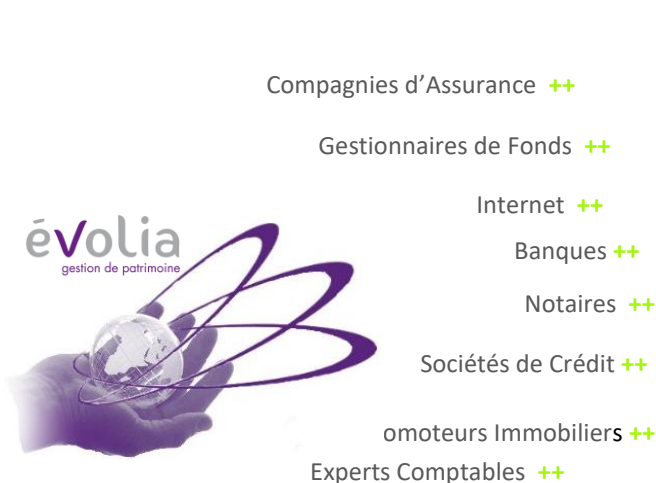 Compagnies d’Assurance ++
Gestionnaires de Fonds ++
Internet ++
évolia
gestion de patrimoine
Banques ++
Notaires ++
Sociétés de Crédit ++
omoteurs Immobiliers ++
Experts Comptables ++